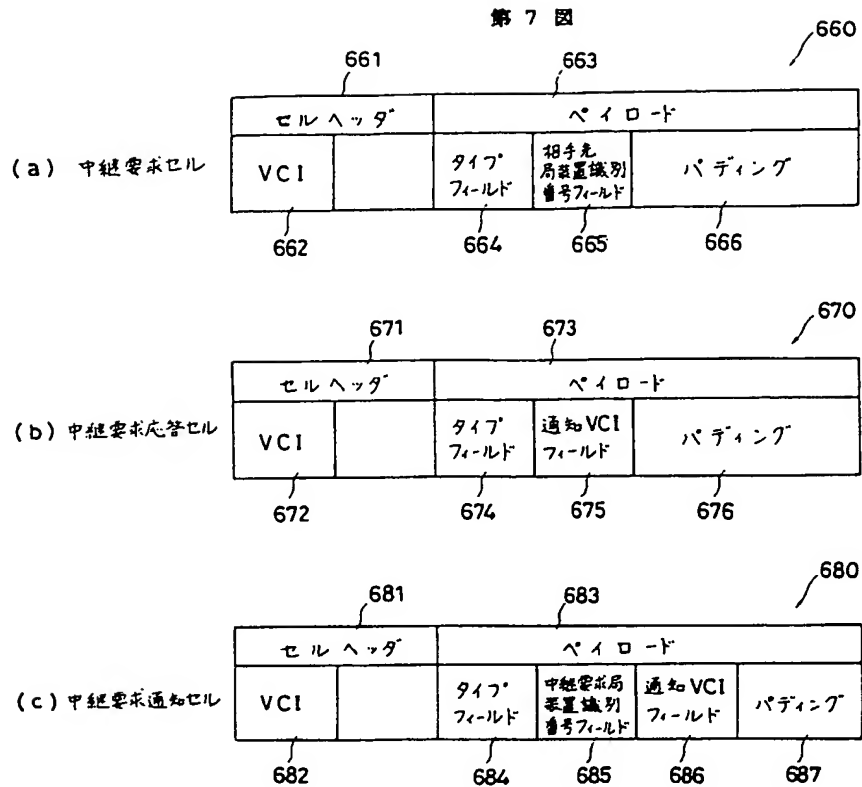 第 7 図
660
661
663
セルヘッダ
ペイロード
(a) 中継要求セル
VCI
タイプ
フィールド
相手先
局装置識別
番号フィールド
パディング
662
664
665
666
670
671
673
セルヘッダ
ペイロード
(b) 中継要求応答セル
VCI
タイプ
フィールド
通知VCI
フィールド
パディング
672
674
675
676
680
681
683
セルヘッダ
ペイロード
(c) 中継要求通知セル
VCI
タイプ
フィールド
中継要求局
装置識別
番号フィールド
通知VCI
フィールド
パディング
682
684
685
686
687